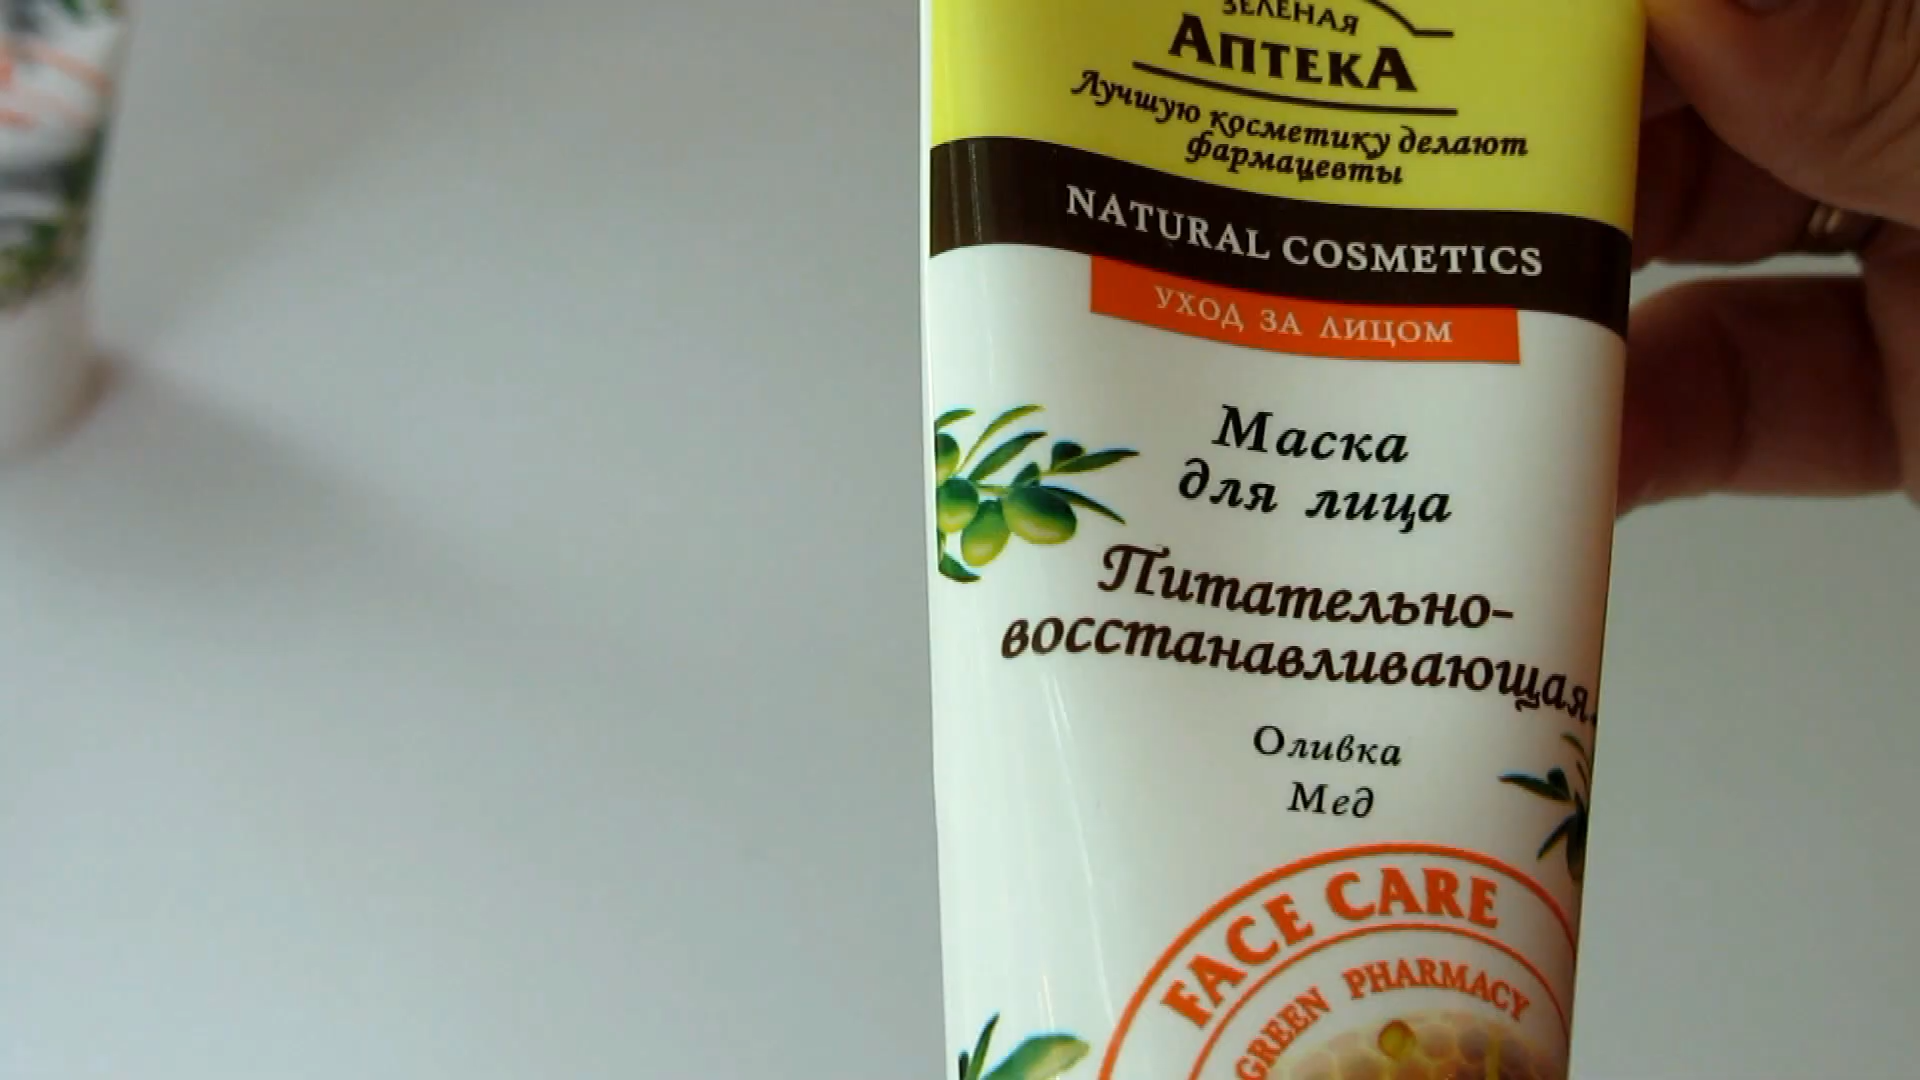 ЗЕЛЕНАЯ
АПТЕКА
Лучшую косметику делают
фармацевты
NATURAL COSMETICS
УХОД ЗА ЛИЦОМ
Маска
для лица
Питательно-
восстанавливающая
Оливка
Мед
FACE CARE
GREEN PHARMACY